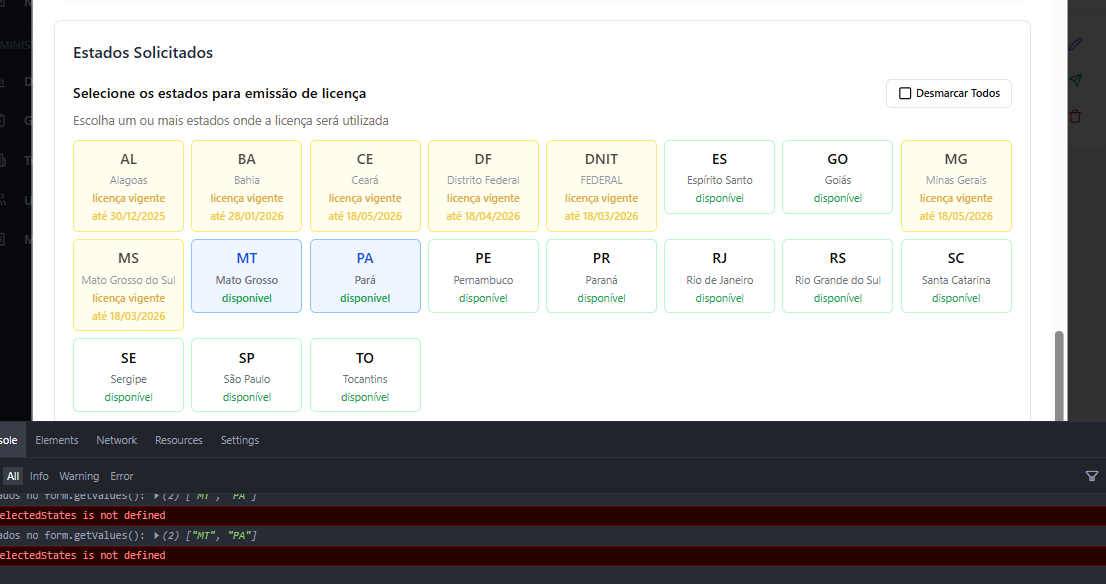 MINIS
Estados Solicitados
Selecione os estados para emissão de licença
Desmarcar Todos
Escolha um ou mais estados onde a licença será utilizada
AL
Alagoas
licença vigente
até 30/12/2025
BA
Bahia
licença vigente
até 28/01/2026
CE
Ceará
licença vigente
até 18/05/2026
DF
Distrito Federal
licença vigente
até 18/04/2026
DNIT
FEDERAL
licença vigente
até 18/03/2026
ES
Espírito Santo
disponível
GO
Goiás
disponível
MG
Minas Gerais
licença vigente
até 18/05/2026
MS
Mato Grosso do Sul
licença vigente
até 18/03/2026
MT
Mato Grosso
disponível
PA
Pará
disponível
PE
Pernambuco
disponível
PR
Paraná
disponível
RJ
Rio de Janeiro
disponível
RS
Rio Grande do Sul
disponível
SC
Santa Catarina
disponível
SE
Sergipe
disponível
SP
São Paulo
disponível
TO
Tocantins
disponível
sole Elements Network Resources Settings
All Info Warning Error
ados no form.getValues(): (2) ["MT", "PA"]
electedStates is not defined
ados no form.getValues(): (2) ["MT", "PA"]
electedStates is not defined